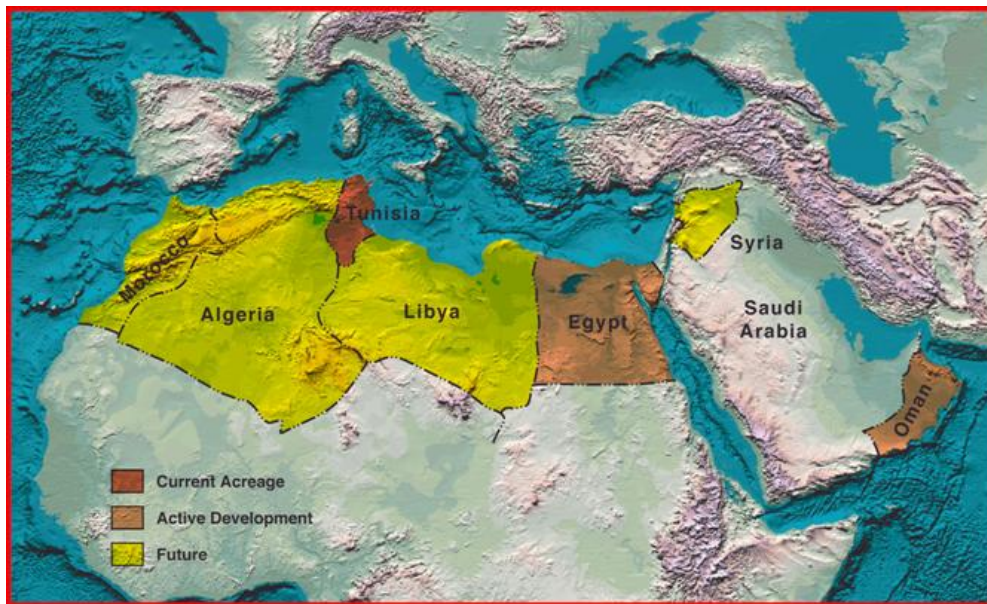 Tunisia
Morocco
Syria
Algeria
Libya
Egypt
Saudi
Arabia
Oman
Current Acreage
Active Development
Future